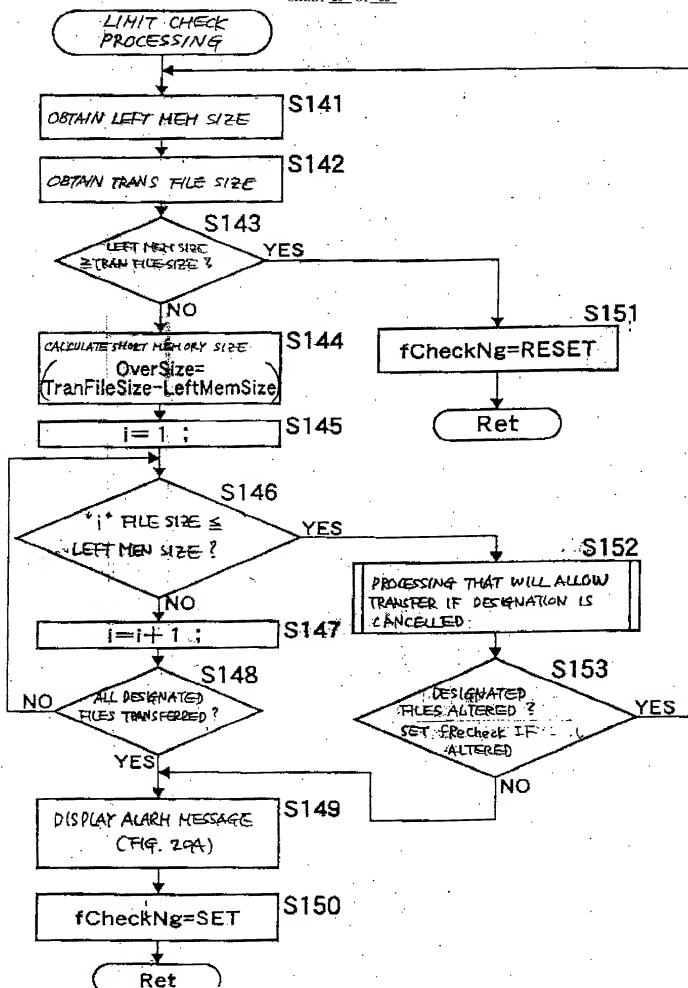 LIMIT CHECK
PROCESSING
OBTAIN LEFT MEM SIZE
S141
OBTAIN TRANS FILE SIZE
S142
S143
LEFT MEM SIZE
≥ TRAN FILE SIZE ?
YES
NO
S151
fCheckNg=RESET
Ret
CALCULATE SHORT MEMORY SIZE
OverSize=
TranFileSize-LeftMemSize
S144
i= 1 ;
S145
S146
"i" FILE SIZE ≤
LEFT MEM SIZE ?
YES
NO
S152
PROCESSING THAT WILL ALLOW
TRANSFER IF DESIGNATION IS
CANCELLED
i=i+ 1 ;
S147
S148
ALL DESIGNATED
FILES TRANSFERRED ?
NO
YES
S153
DESIGNATED
FILES ALTERED ?
SET fRecheck IF
ALTERED
YES
NO
DISPLAY ALARM MESSAGE
(FIG. 29A)
S149
fCheckNg=SET
S150
Ret